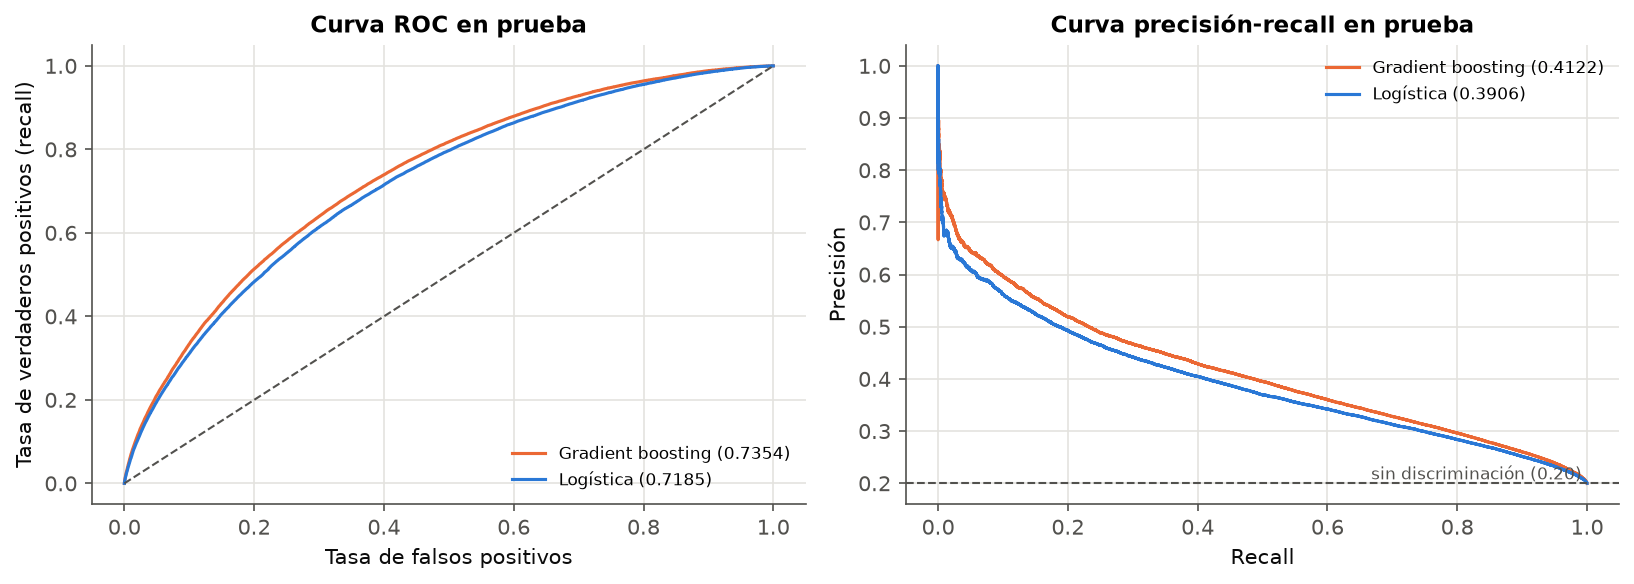 Curva ROC en prueba
Tasa de verdaderos positivos (recall)
1.0
0.8
0.6
0.4
0.2
0.0
Gradient boosting (0.7354)
Logística (0.7185)
0.0 0.2 0.4 0.6 0.8 1.0
Tasa de falsos positivos
Curva precisión-recall en prueba
Precisión
1.0
0.9
0.8
0.7
0.6
0.5
0.4
0.3
0.2
Gradient boosting (0.4122)
Logística (0.3906)
sin discriminación (0.20)
0.0 0.2 0.4 0.6 0.8 1.0
Recall